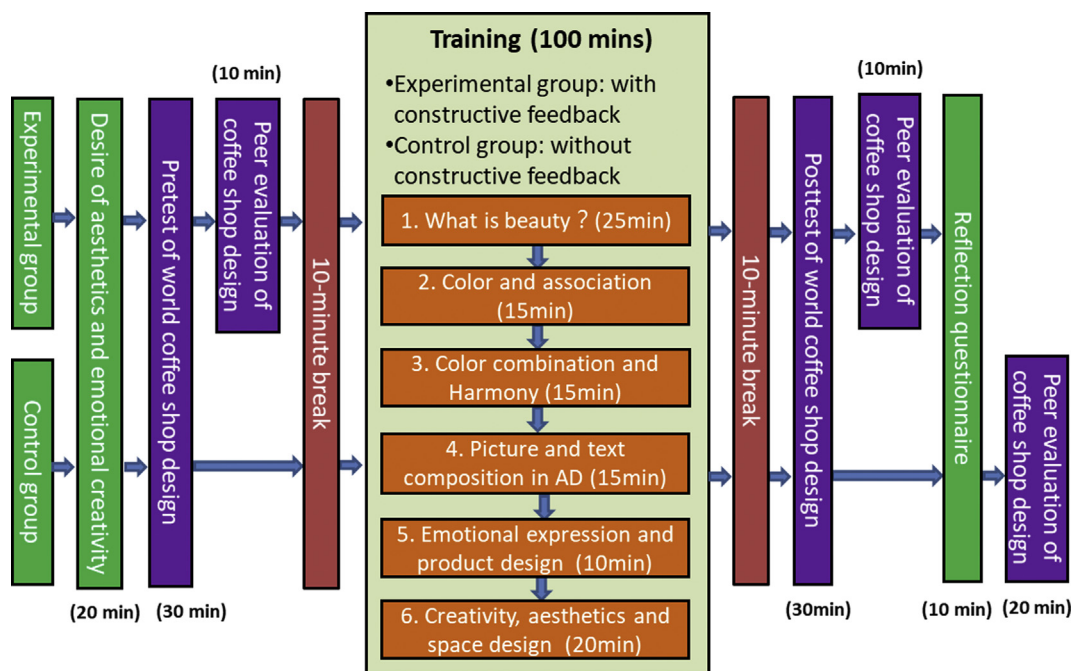 Experimental group
Control group
Desire of aesthetics and emotional creativity
(20 min)
Pretest of world coffee shop design
(30 min)
(10 min)
Peer evaluation of
coffee shop design
10-minute break
Training (100 mins)
•Experimental group: with
constructive feedback
•Control group: without
constructive feedback
1. What is beauty？(25min)
2. Color and association
(15min)
3. Color combination and
Harmony (15min)
4. Picture and text
composition in AD (15min)
5. Emotional expression and
product design  (10min)
6. Creativity, aesthetics and
space design (20min)
10-minute break
Posttest of world coffee shop design
(30min)
(10min)
Peer evaluation of
coffee shop design
Reflection questionnaire
(10 min)
Peer evaluation of
coffee shop design
(20 min)